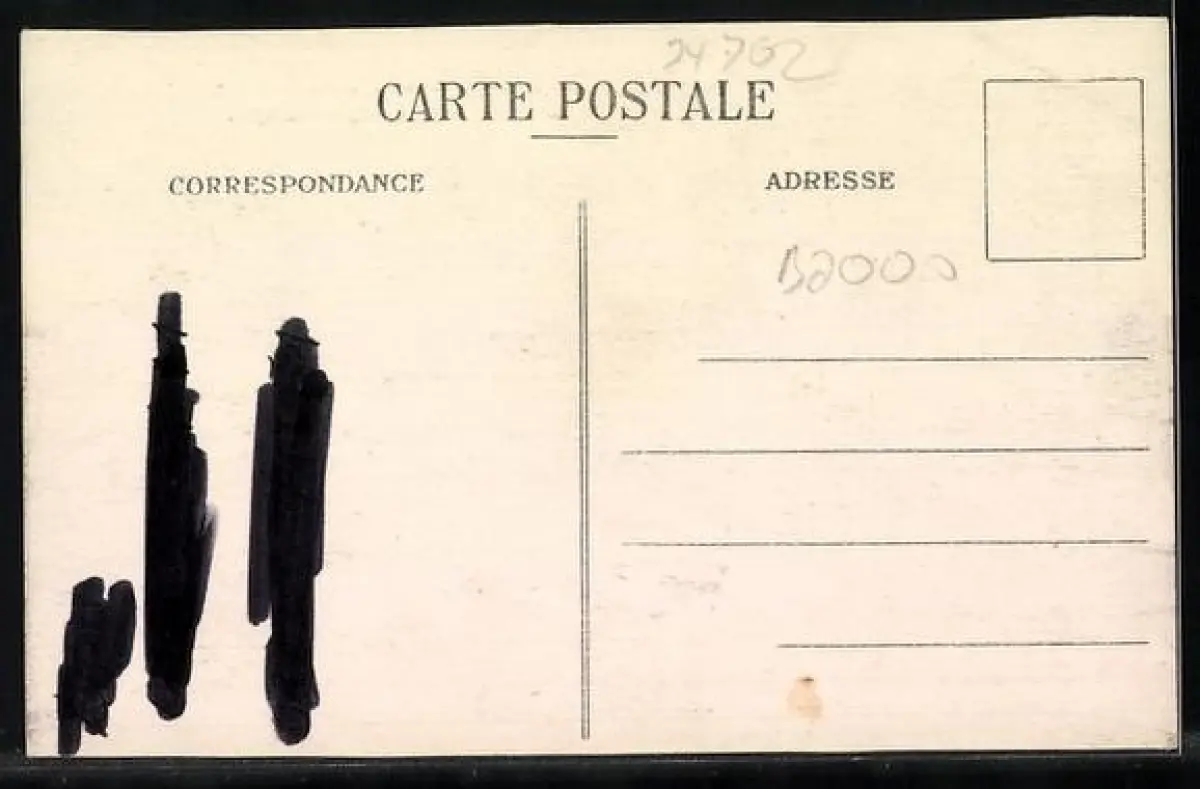 24702
CARTE POSTALE
CORRESPONDANCE
ADRESSE
B2000